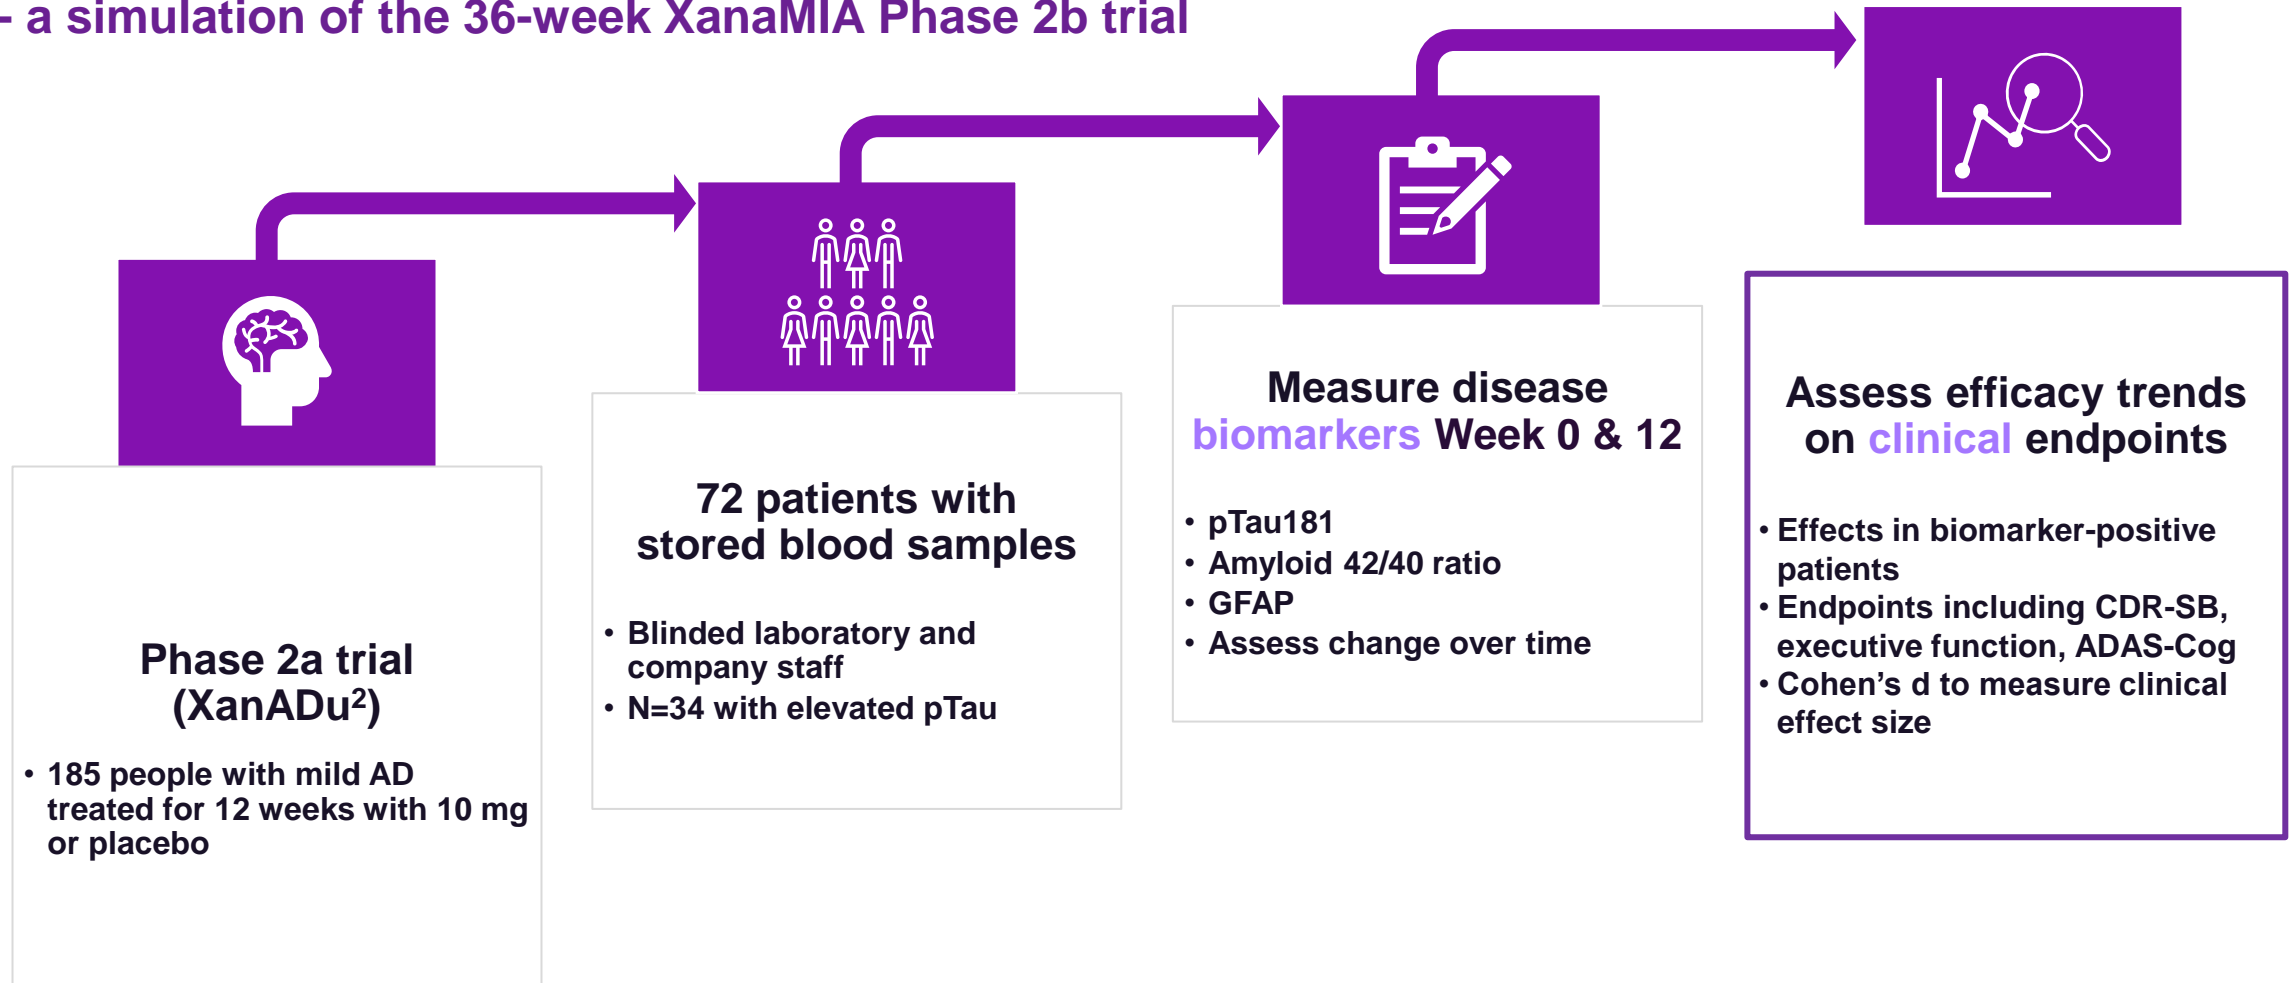 - a simulation of the 36-week XanaMIA Phase 2b trial
Phase 2a trial
(XanADu²)
• 185 people with mild AD
treated for 12 weeks with 10 mg
or placebo
72 patients with
stored blood samples
• Blinded laboratory and
company staff
• N=34 with elevated pTau
Measure disease
biomarkers Week 0 & 12
• pTau181
• Amyloid 42/40 ratio
• GFAP
• Assess change over time
Assess efficacy trends
on clinical endpoints
• Effects in biomarker-positive
patients
• Endpoints including CDR-SB,
executive function, ADAS-Cog
• Cohen’s d to measure clinical
effect size